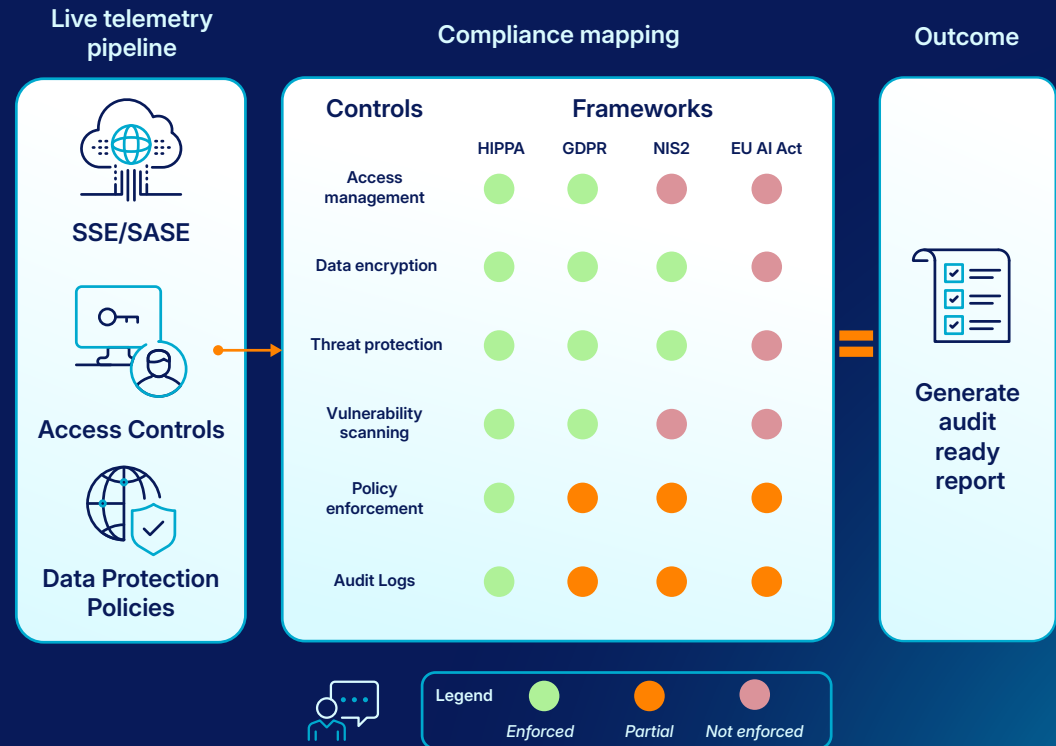 Live telemetry
pipeline
Compliance mapping
Outcome
SSE/SASE
Access Controls
Data Protection
Policies
Controls
Frameworks
HIPPA GDPR NIS2 EU AI Act
Access
management
Data encryption
Threat protection
Vulnerability
scanning
Policy
enforcement
Audit Logs
Generate
audit
ready
report
Legend
Enforced Partial Not enforced